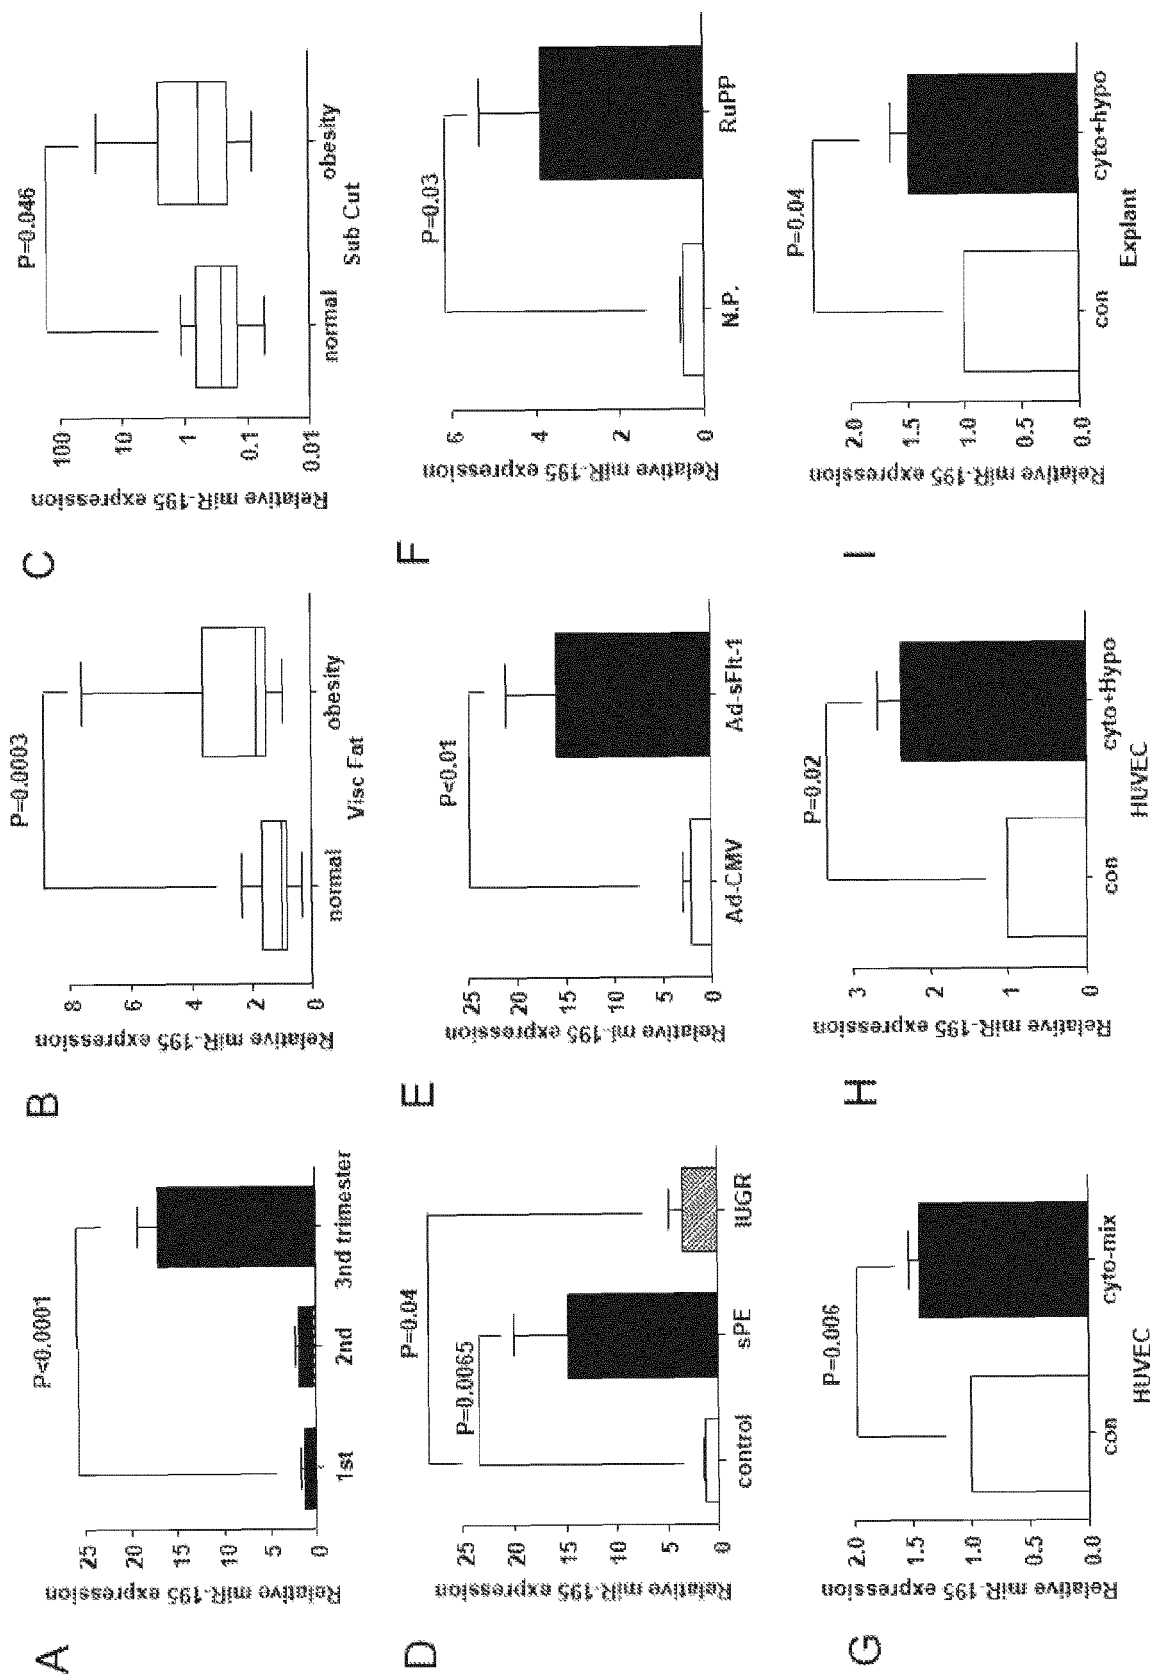 A
Relative miR-195 expression
25
20
15
10
5
0
P<0.0001
1st
2nd
3nd trimester
B
Relative miR-195 expression
8
6
4
2
0
P=0.0003
normal
obesity
Visc Fat
C
Relative miR-195 expression
100
10
1
0.1
0.01
P=0.046
normal
obesity
Sub Cut
D
Relative miR-195 expression
25
20
15
10
5
0
P=0.04
P=0.0065
control
sPE
IUGR
E
Relative mi-195 expression
25
20
15
10
5
0
P<0.01
Ad-CMV
Ad-sFlt-1
F
Relative miR-195 expression
6
4
2
0
P=0.03
N.P.
RuPP
G
Relative miR-195 expression
2.0
1.5
1.0
0.5
0.0
P=0.006
con
cyto-mix
HUVEC
H
Relative miR-195 expression
3
2
1
0
P=0.02
con
cyto+Hypo
HUVEC
I
Relative miR-195 expression
2.0
1.5
1.0
0.5
0.0
P=0.04
con
cyto+hypo
Explant